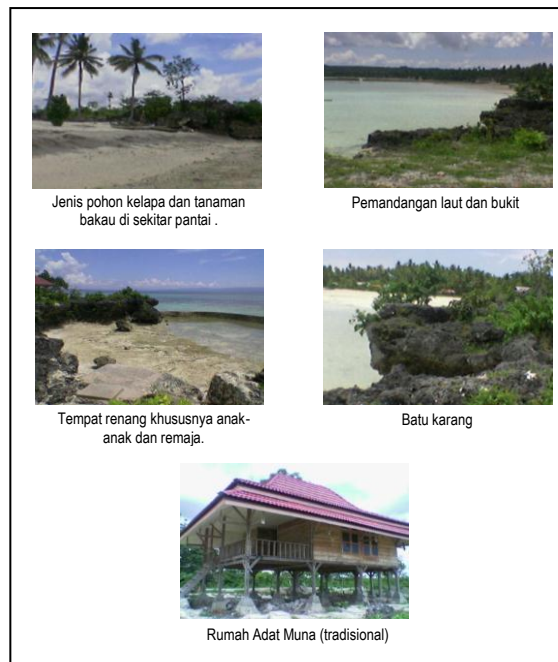 Jenis pohon kelapa dan tanaman
bakau di sekitar pantai .
Pemandangan laut dan bukit
Tempat renang khususnya anak-
anak dan remaja.
Batu karang
Rumah Adat Muna (tradisional)